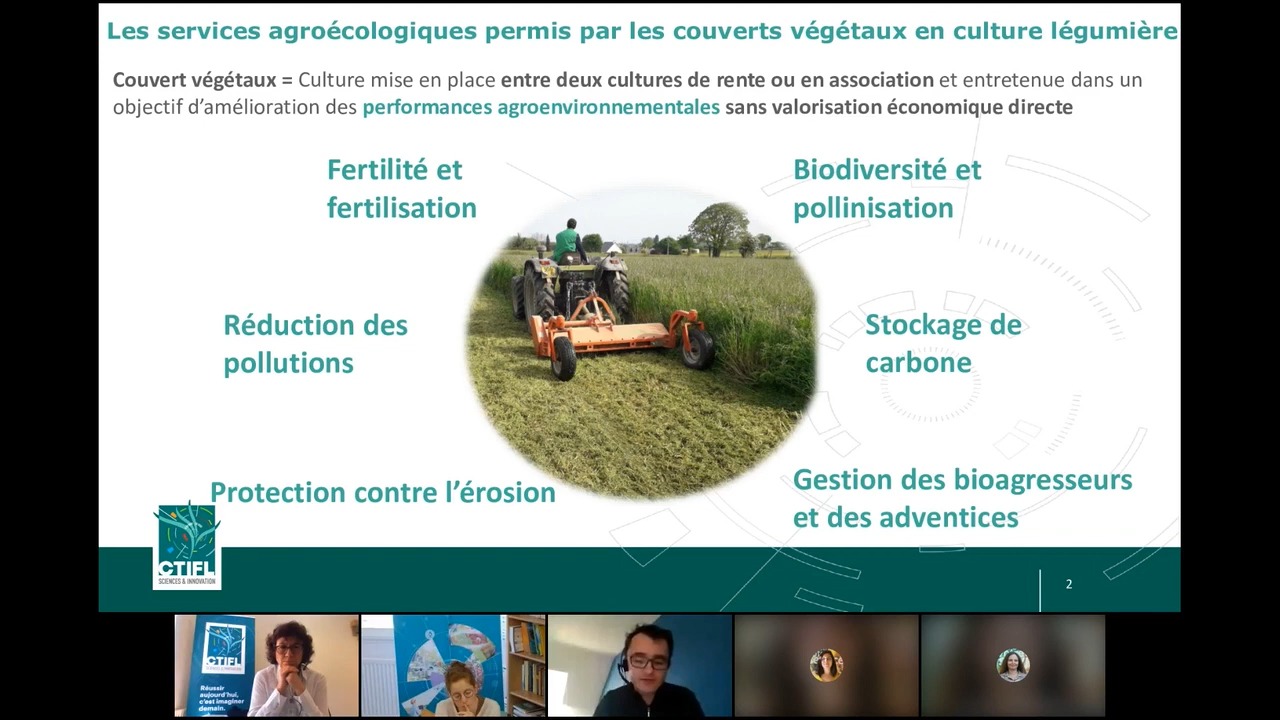 Les services agroécologiques permis par les couverts végétaux en culture légumière
Couvert végétaux = Culture mise en place entre deux cultures de rente ou en association et entretenue dans un
objectif d'amélioration des performances agroenvironnementales sans valorisation économique directe
Fertilité et
fertilisation
Biodiversité et
pollinisation
Réduction des
pollutions
Stockage de
carbone
Protection contre l'érosion
Gestion des bioagresseurs
et des adventices
CTIFL
SCIENCES & INNOVATION
2
CTIFL
SCIENCES & INNOVATION
Réussir
aujourd'hui,
c'est imaginer
demain.